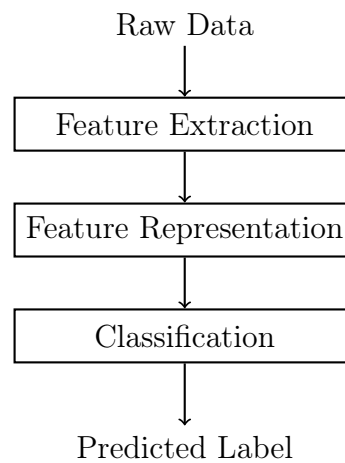 Raw Data
Feature Extraction
Feature Representation
Classification
Predicted Label